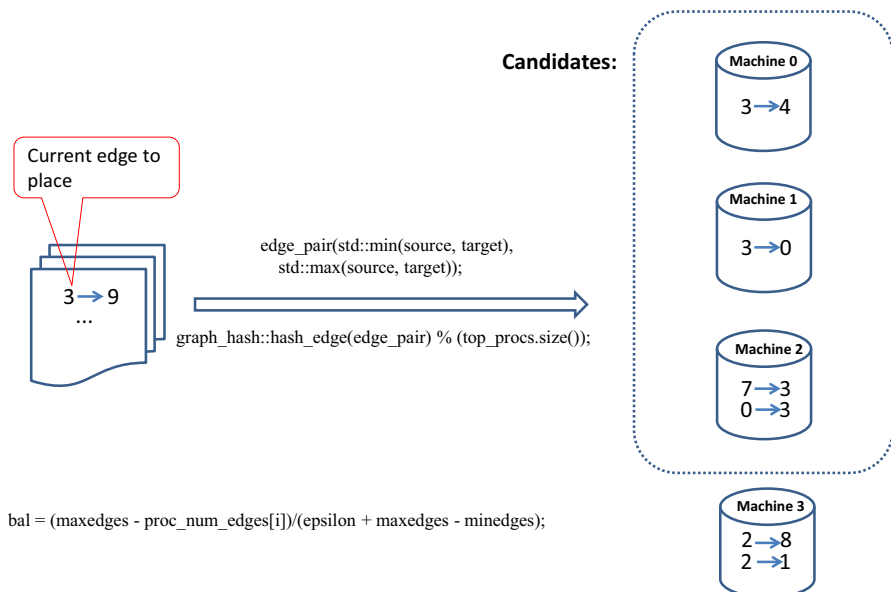 Candidates:
Machine 0
3 → 4
Current edge to
place
Machine 1
3 → 0
edge_pair(std::min(source, target),
std::max(source, target));
3 → 9
...
graph_hash::hash_edge(edge_pair) % (top_procs.size());
Machine 2
7 → 3
0 → 3
bal = (maxedges - proc_num_edges[i])/(epsilon + maxedges - minedges);
Machine 3
2 → 8
2 → 1